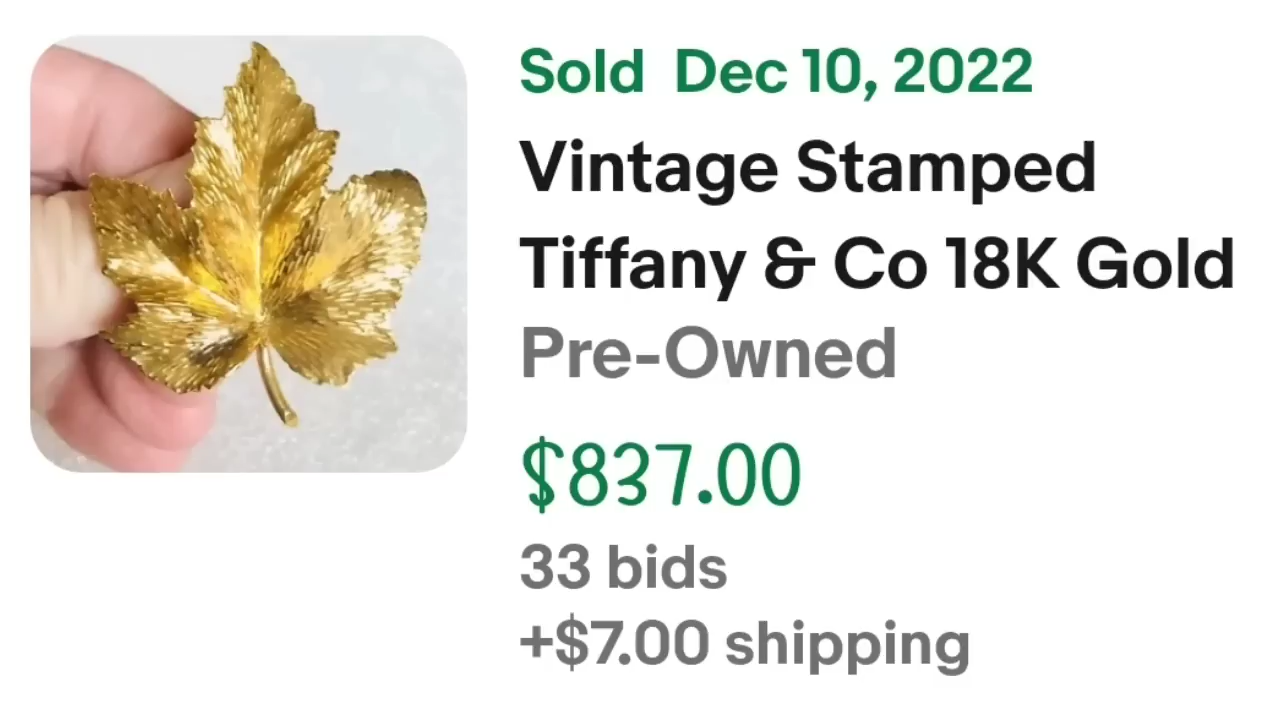 Sold Dec 10, 2022
Vintage Stamped
Tiffany & Co 18K Gold
Pre-Owned
$837.00
33 bids
+$7.00 shipping